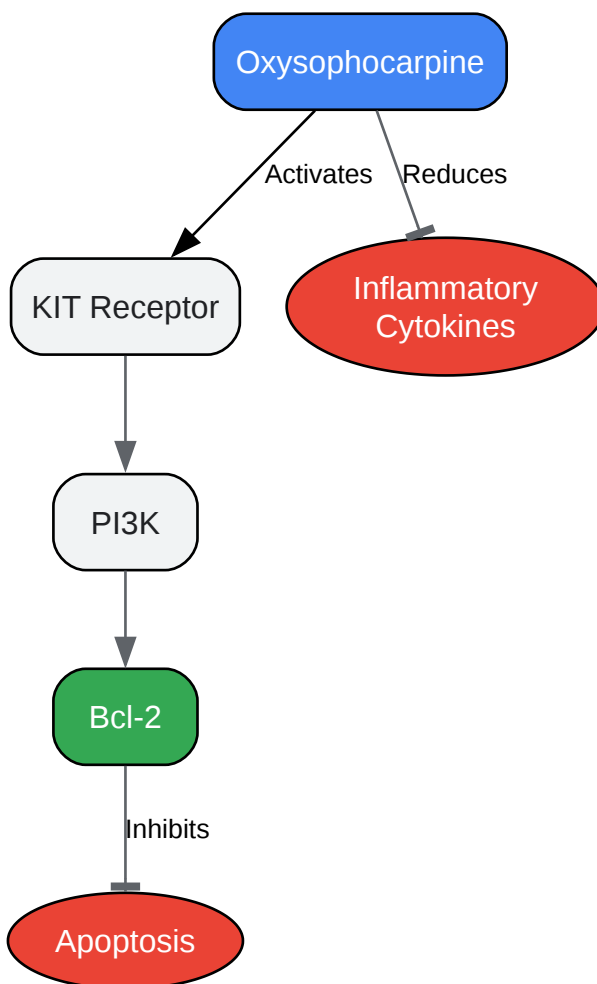 Oxysophocarpine
Activates
Reduces
KIT Receptor
Inflammatory
Cytokines
PI3K
Bcl-2
Inhibits
Apoptosis